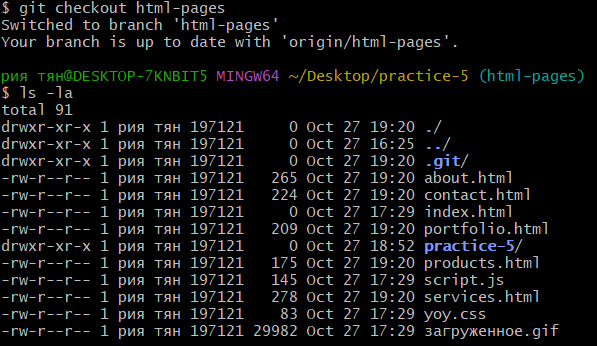 $ git checkout html-pages
Switched to branch 'html-pages'
Your branch is up to date with 'origin/html-pages'.
рия тян@DESKTOP-7KNBIT5 MINGW64 ~/Desktop/practice-5 (html-pages)
$ ls -la
total 91
drwxr-xr-x 1 рия тян 197121     0 Oct 27 19:20 ./
drwxr-xr-x 1 рия тян 197121     0 Oct 27 16:25 ../
drwxr-xr-x 1 рия тян 197121     0 Oct 27 19:20 .git/
-rw-r--r-- 1 рия тян 197121   265 Oct 27 19:20 about.html
-rw-r--r-- 1 рия тян 197121   224 Oct 27 19:20 contact.html
-rw-r--r-- 1 рия тян 197121     0 Oct 27 17:29 index.html
-rw-r--r-- 1 рия тян 197121   209 Oct 27 19:20 portfolio.html
drwxr-xr-x 1 рия тян 197121     0 Oct 27 18:52 practice-5/
-rw-r--r-- 1 рия тян 197121   175 Oct 27 19:20 products.html
-rw-r--r-- 1 рия тян 197121   145 Oct 27 17:29 script.js
-rw-r--r-- 1 рия тян 197121   278 Oct 27 19:20 services.html
-rw-r--r-- 1 рия тян 197121    83 Oct 27 17:29 yoy.css
-rw-r--r-- 1 рия тян 197121 29982 Oct 27 17:29 загруженное.gif